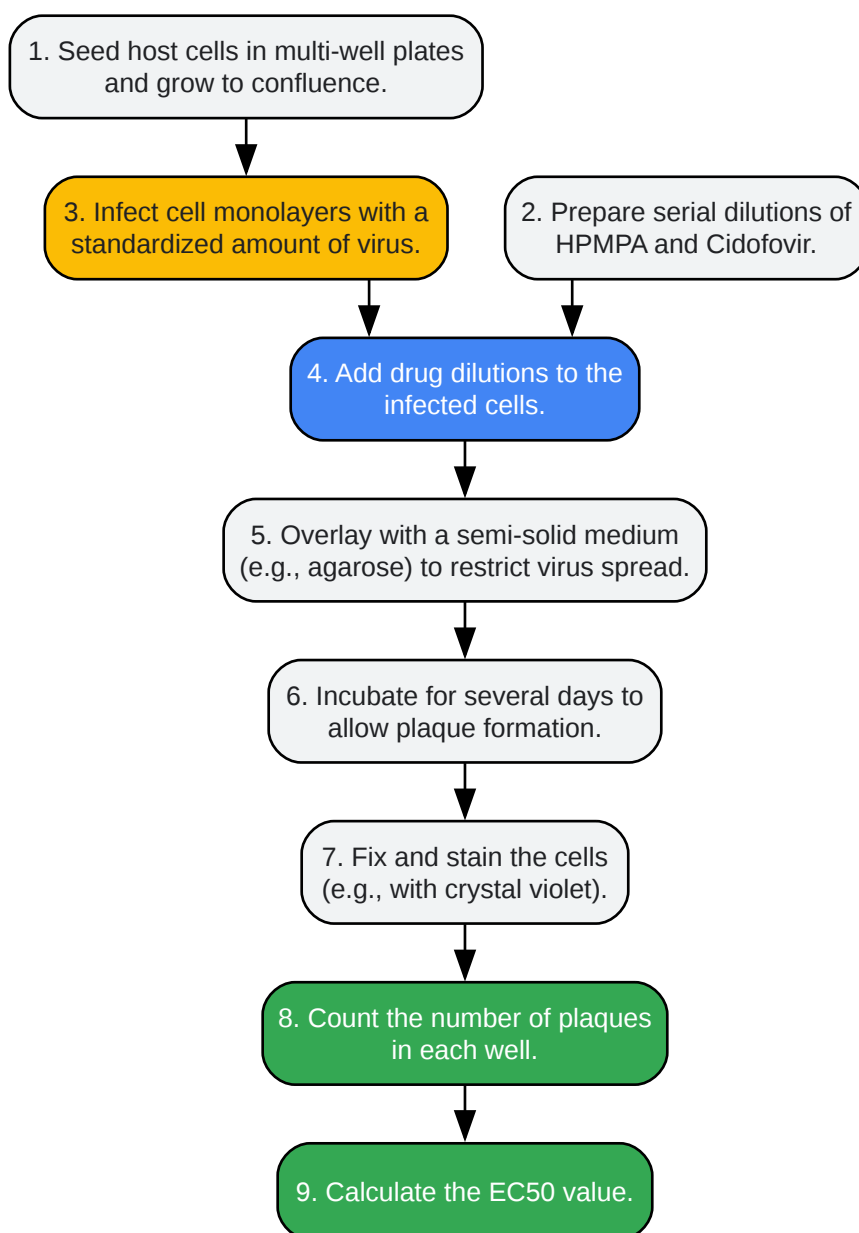 1. Seed host cells in multi-well plates
and grow to confluence.
3. Infect cell monolayers with a
standardized amount of virus.
2. Prepare serial dilutions of
HPMPA and Cidofovir.
4. Add drug dilutions to the
infected cells.
5. Overlay with a semi-solid medium
(e.g., agarose) to restrict virus spread.
6. Incubate for several days to
allow plaque formation.
7. Fix and stain the cells
(e.g., with crystal violet).
8. Count the number of plaques
in each well.
9. Calculate the EC50 value.